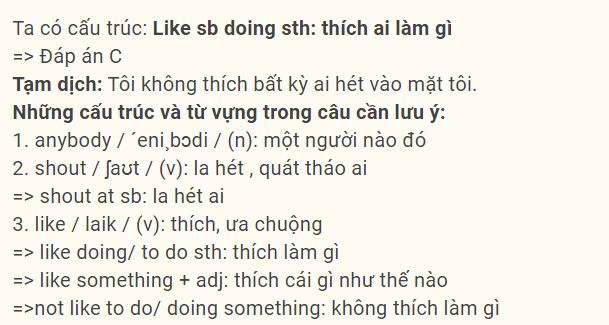 Ta có cấu trúc: Like sb doing sth: thích ai làm gì
=> Đáp án C
Tạm dịch: Tôi không thích bất kỳ ai hét vào mặt tôi.
Những cấu trúc và từ vựng trong câu cần lưu ý:
1. anybody / ´eni¸bɔdi / (n): một người nào đó
2. shout / ʃaʊt / (v): la hét , quát tháo ai
=> shout at sb: la hét ai
3. like / laik / (v): thích, ưa chuộng
=> like doing/ to do sth: thích làm gì
=> like something + adj: thích cái gì như thế nào
=>not like to do/ doing something: không thích làm gì